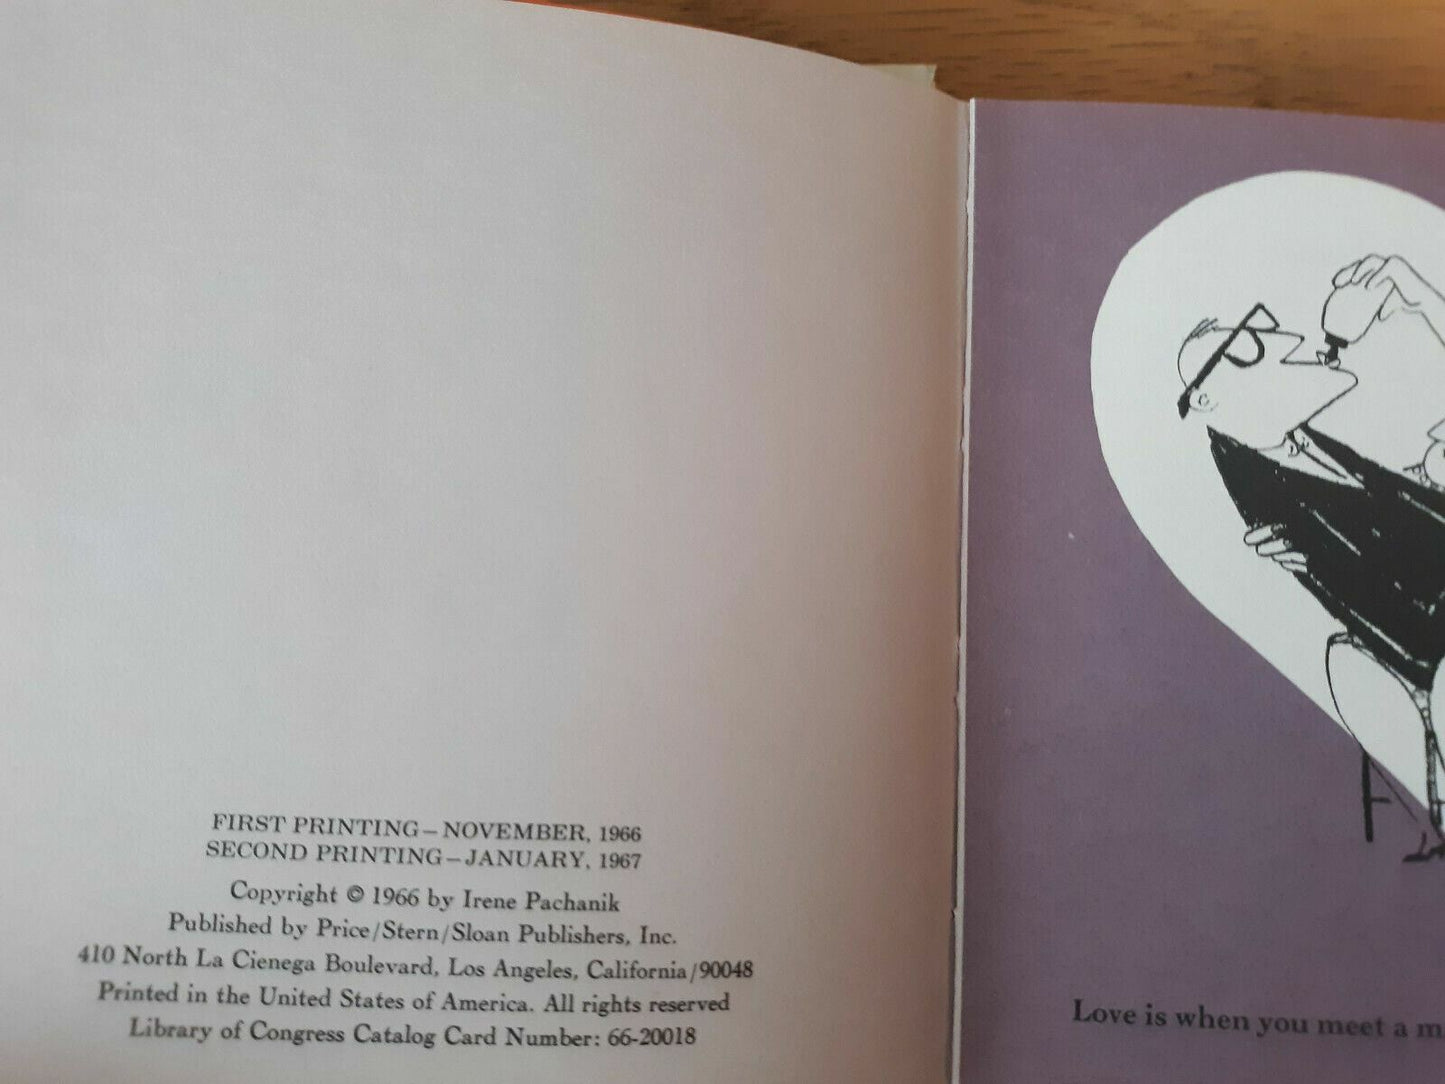 FIRST PRINTING – NOVEMBER, 1966
SECOND PRINTING – JANUARY, 1967
Copyright © 1966 by Irene Pachanik
Published by Price/Stern/Sloan Publishers, Inc.
410 North La Cienega Boulevard, Los Angeles, California/90048
Printed in the United States of America. All rights reserved
Library of Congress Catalog Card Number: 66-20018
Love is when you meet a